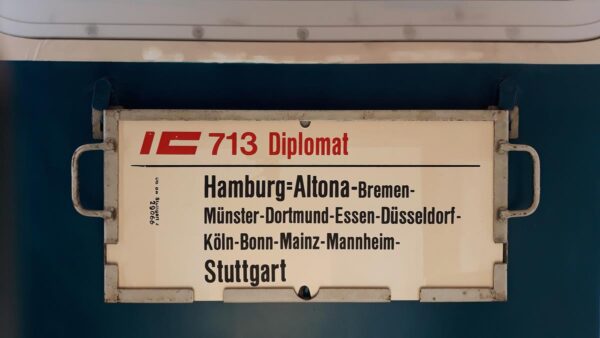 IC 713 Diplomat
Hamburg=Altona-Bremen-
Münster-Dortmund-Essen-Düsseldorf-
Köln-Bonn-Mainz-Mannheim-
Stuttgart